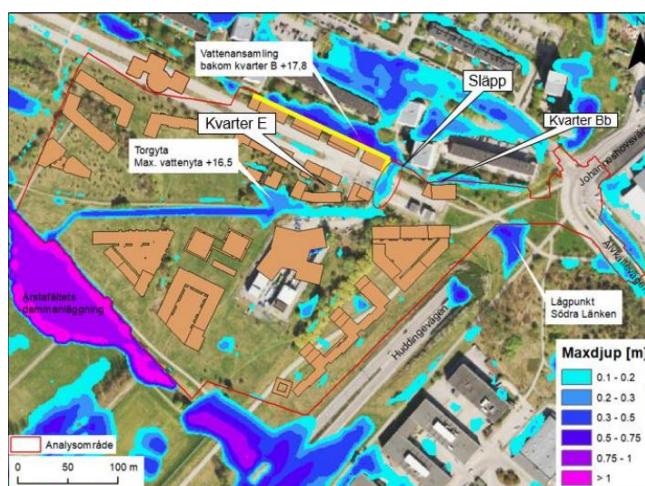 Vattenansamling
bakom kvarter B +17,8
Släpp
N
Kvarter E
Kvarter Bb
Torgyta
Max. vattenyta +16,5
Johanneshovsvägen
Årstafältets
dammanläggning
Huddingevägen
Lågpunkt
Södra Länken
Maxdjup [m]
0.1 - 0.2
0.2 - 0.3
0.3 - 0.5
0.5 - 0.75
0.75 - 1
> 1
Analysområde
0
50
100 m